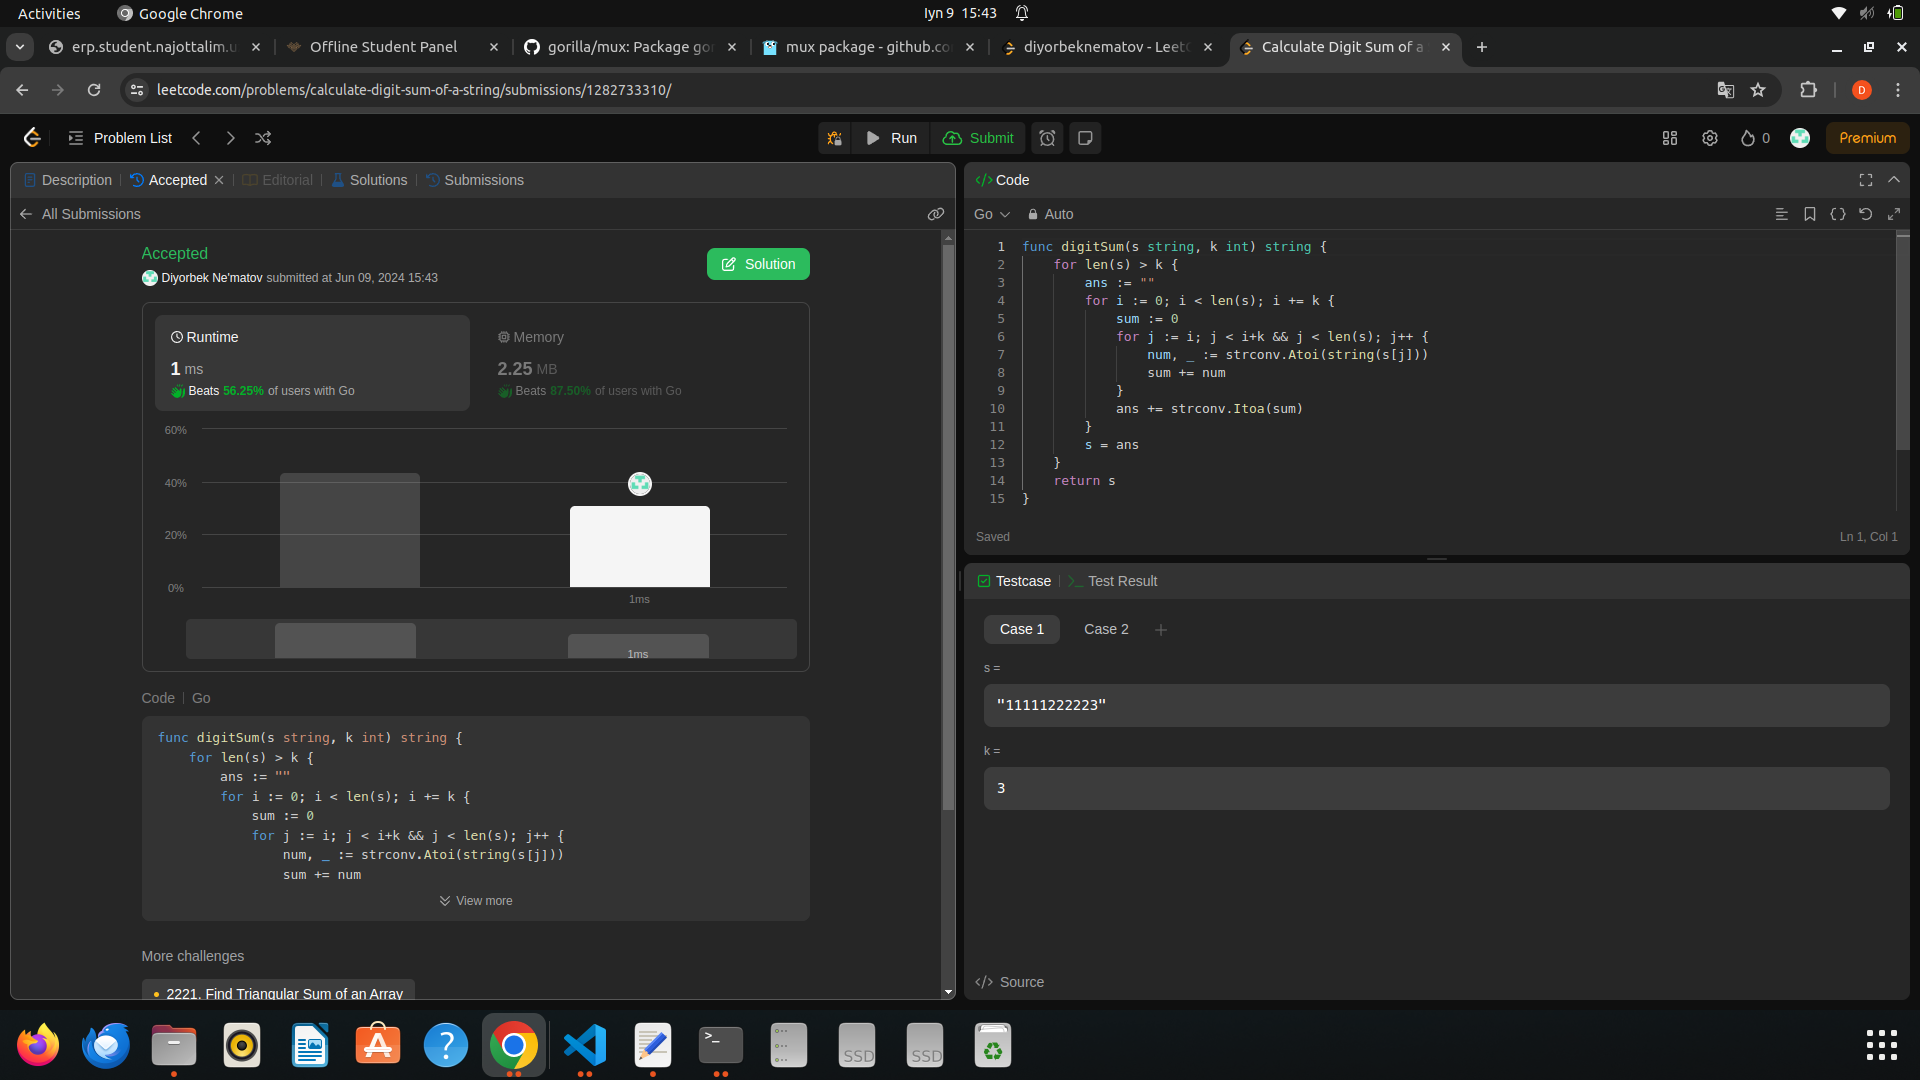 Activities
Google Chrome
Iyn 9 15:43
erp.student.najottalim.u
Offline Student Panel
gorilla/mux: Package gor
mux package - github.co
diyorbeknematov - LeetC
Calculate Digit Sum of a
leetcode.com/problems/calculate-digit-sum-of-a-string/submissions/1282733310/
D
Problem List
Run
Submit
0
Premium
Description
Accepted
Editorial
Solutions
Submissions
All Submissions
Accepted
Diyorbek Ne'matov submitted at Jun 09, 2024 15:43
Solution
Runtime
1 ms
Beats 56.25% of users with Go
Memory
2.25 MB
Beats 87.50% of users with Go
60%
40%
20%
0%
1ms
1ms
Code | Go
func digitSum(s string, k int) string {
    for len(s) > k {
        ans := ""
        for i := 0; i < len(s); i += k {
            sum := 0
            for j := i; j < i+k && j < len(s); j++ {
                num, _ := strconv.Atoi(string(s[j]))
                sum += num
View more
More challenges
2221. Find Triangular Sum of an Array
</> Code
Go
Auto
1 func digitSum(s string, k int) string {
2     for len(s) > k {
3         ans := ""
4         for i := 0; i < len(s); i += k {
5             sum := 0
6             for j := i; j < i+k && j < len(s); j++ {
7                 num, _ := strconv.Atoi(string(s[j]))
8                 sum += num
9             }
10             ans += strconv.Itoa(sum)
11         }
12         s = ans
13     }
14     return s
15 }
Saved
Ln 1, Col 1
Testcase
Test Result
Case 1
Case 2
s =
"11111222223"
k =
3
</> Source
SSD
SSD